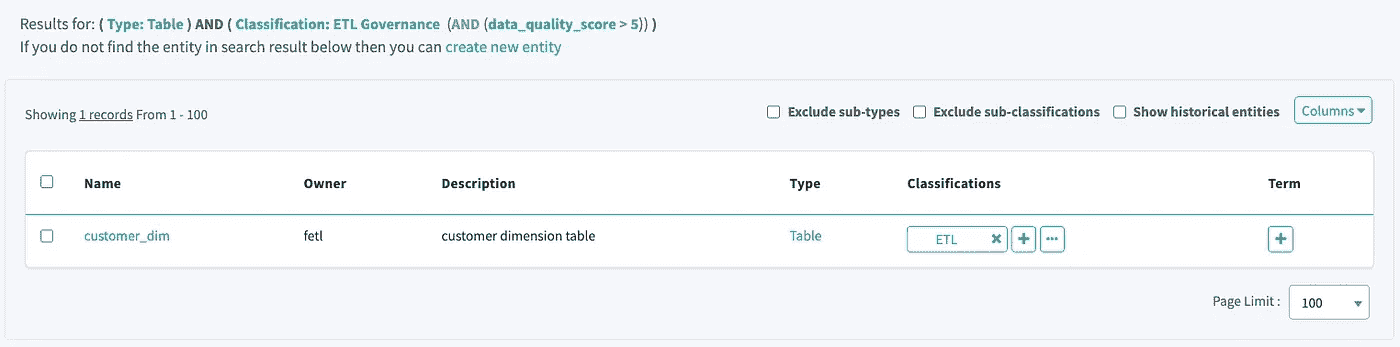 Results for: ( Type: Table ) AND ( Classification: ETL Governance (AND (data_quality_score > 5)) )
If you do not find the entity in search result below then you can create new entity
Showing 1 records From 1 - 100
Exclude sub-types Exclude sub-classifications Show historical entities Columns
Name Owner Description Type Classifications Term
customer_dim fetl customer dimension table Table ETL
Page Limit : 100